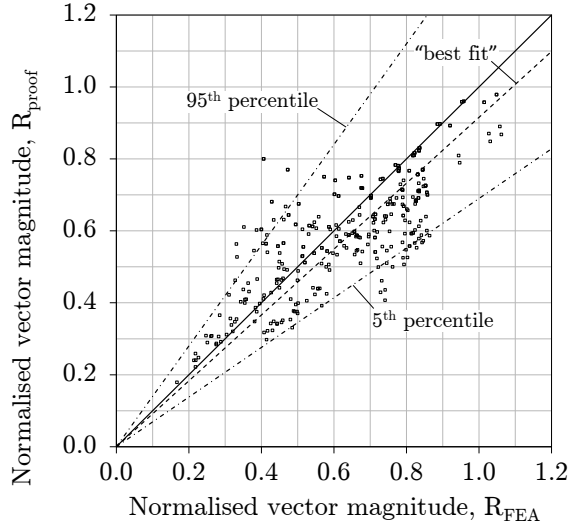 1.2
1.0
0.8
0.6
0.4
0.2
0.0
Normalised vector magnitude, R_proof
"best fit"
95th percentile
5th percentile
0.0 0.2 0.4 0.6 0.8 1.0 1.2
Normalised vector magnitude, R_FEA